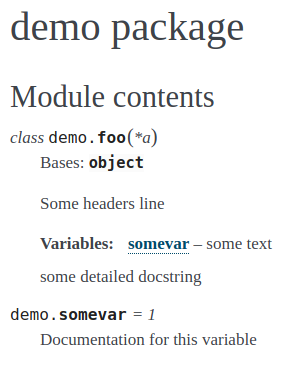 demo package
Module contents
class demo.foo(*a)
Bases: object
Some headers line
Variables: somevar – some text
some detailed docstring
demo.somevar = 1
Documentation for this variable